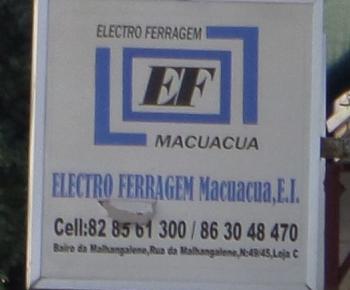 ELECTRO FERRAGEM
EF
MACUACUA
ELECTRO FERRAGEM Macuacua,E.I.
Cell:82 85 61 300 / 86 30 48 470
Bairo da Malhangalene,Rua da Malhangalene,N:49/45,Loja C